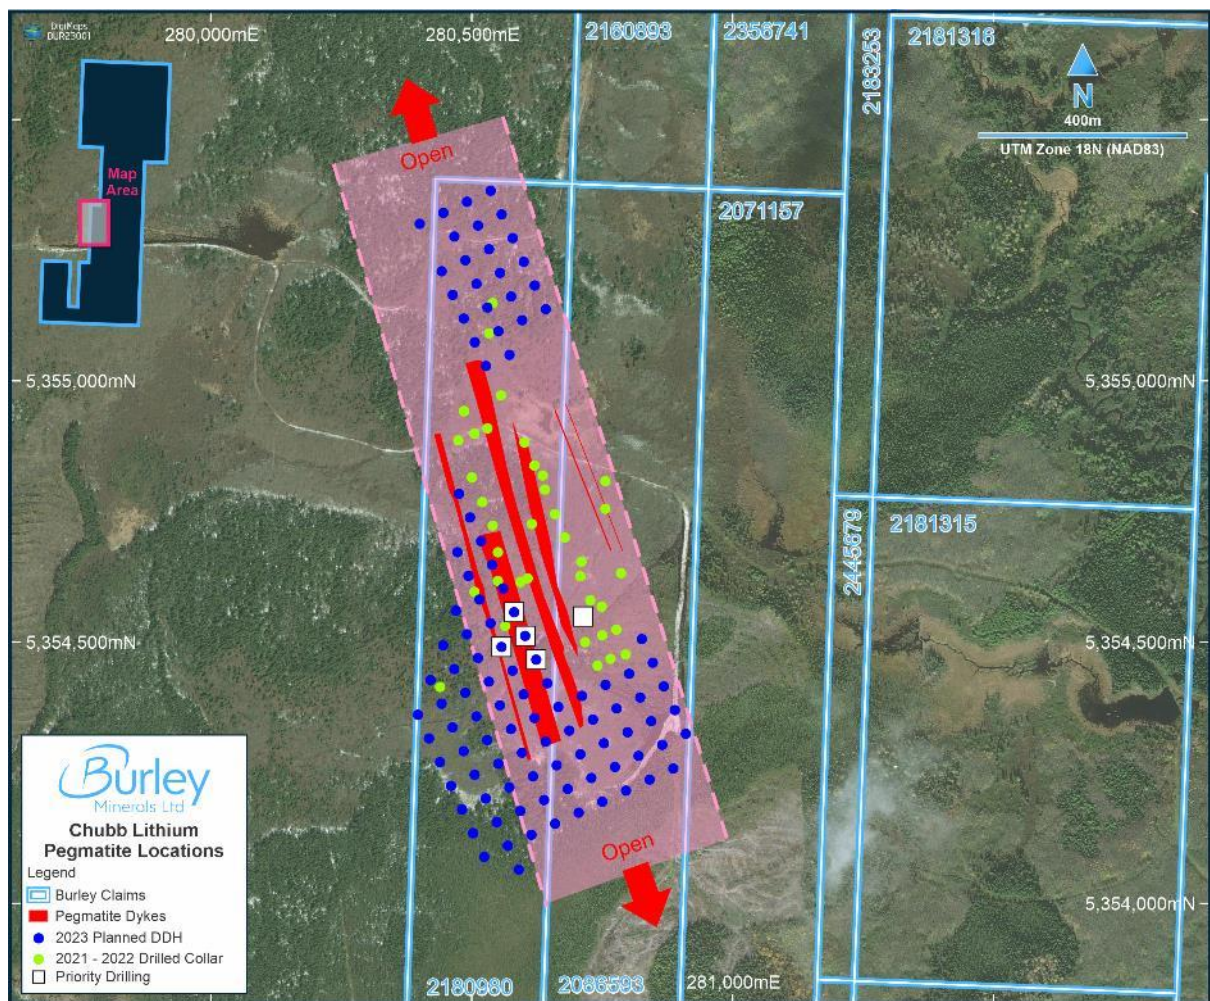 DigiMaps
DUR23001
280,000mE
280,500mE
2160893
2356741
2183253
2181316
N
400m
UTM Zone 18N (NAD83)
Map
Area
Open
2071157
5,355,000mN
5,355,000mN
2445679
2181315
5,354,500mN
5,354,500mN
Open
5,354,000mN
2180980
2086593
281,000mE
Burley
Minerals Ltd
Chubb Lithium
Pegmatite Locations
Legend
Burley Claims
Pegmatite Dykes
2023 Planned DDH
2021 - 2022 Drilled Collar
Priority Drilling